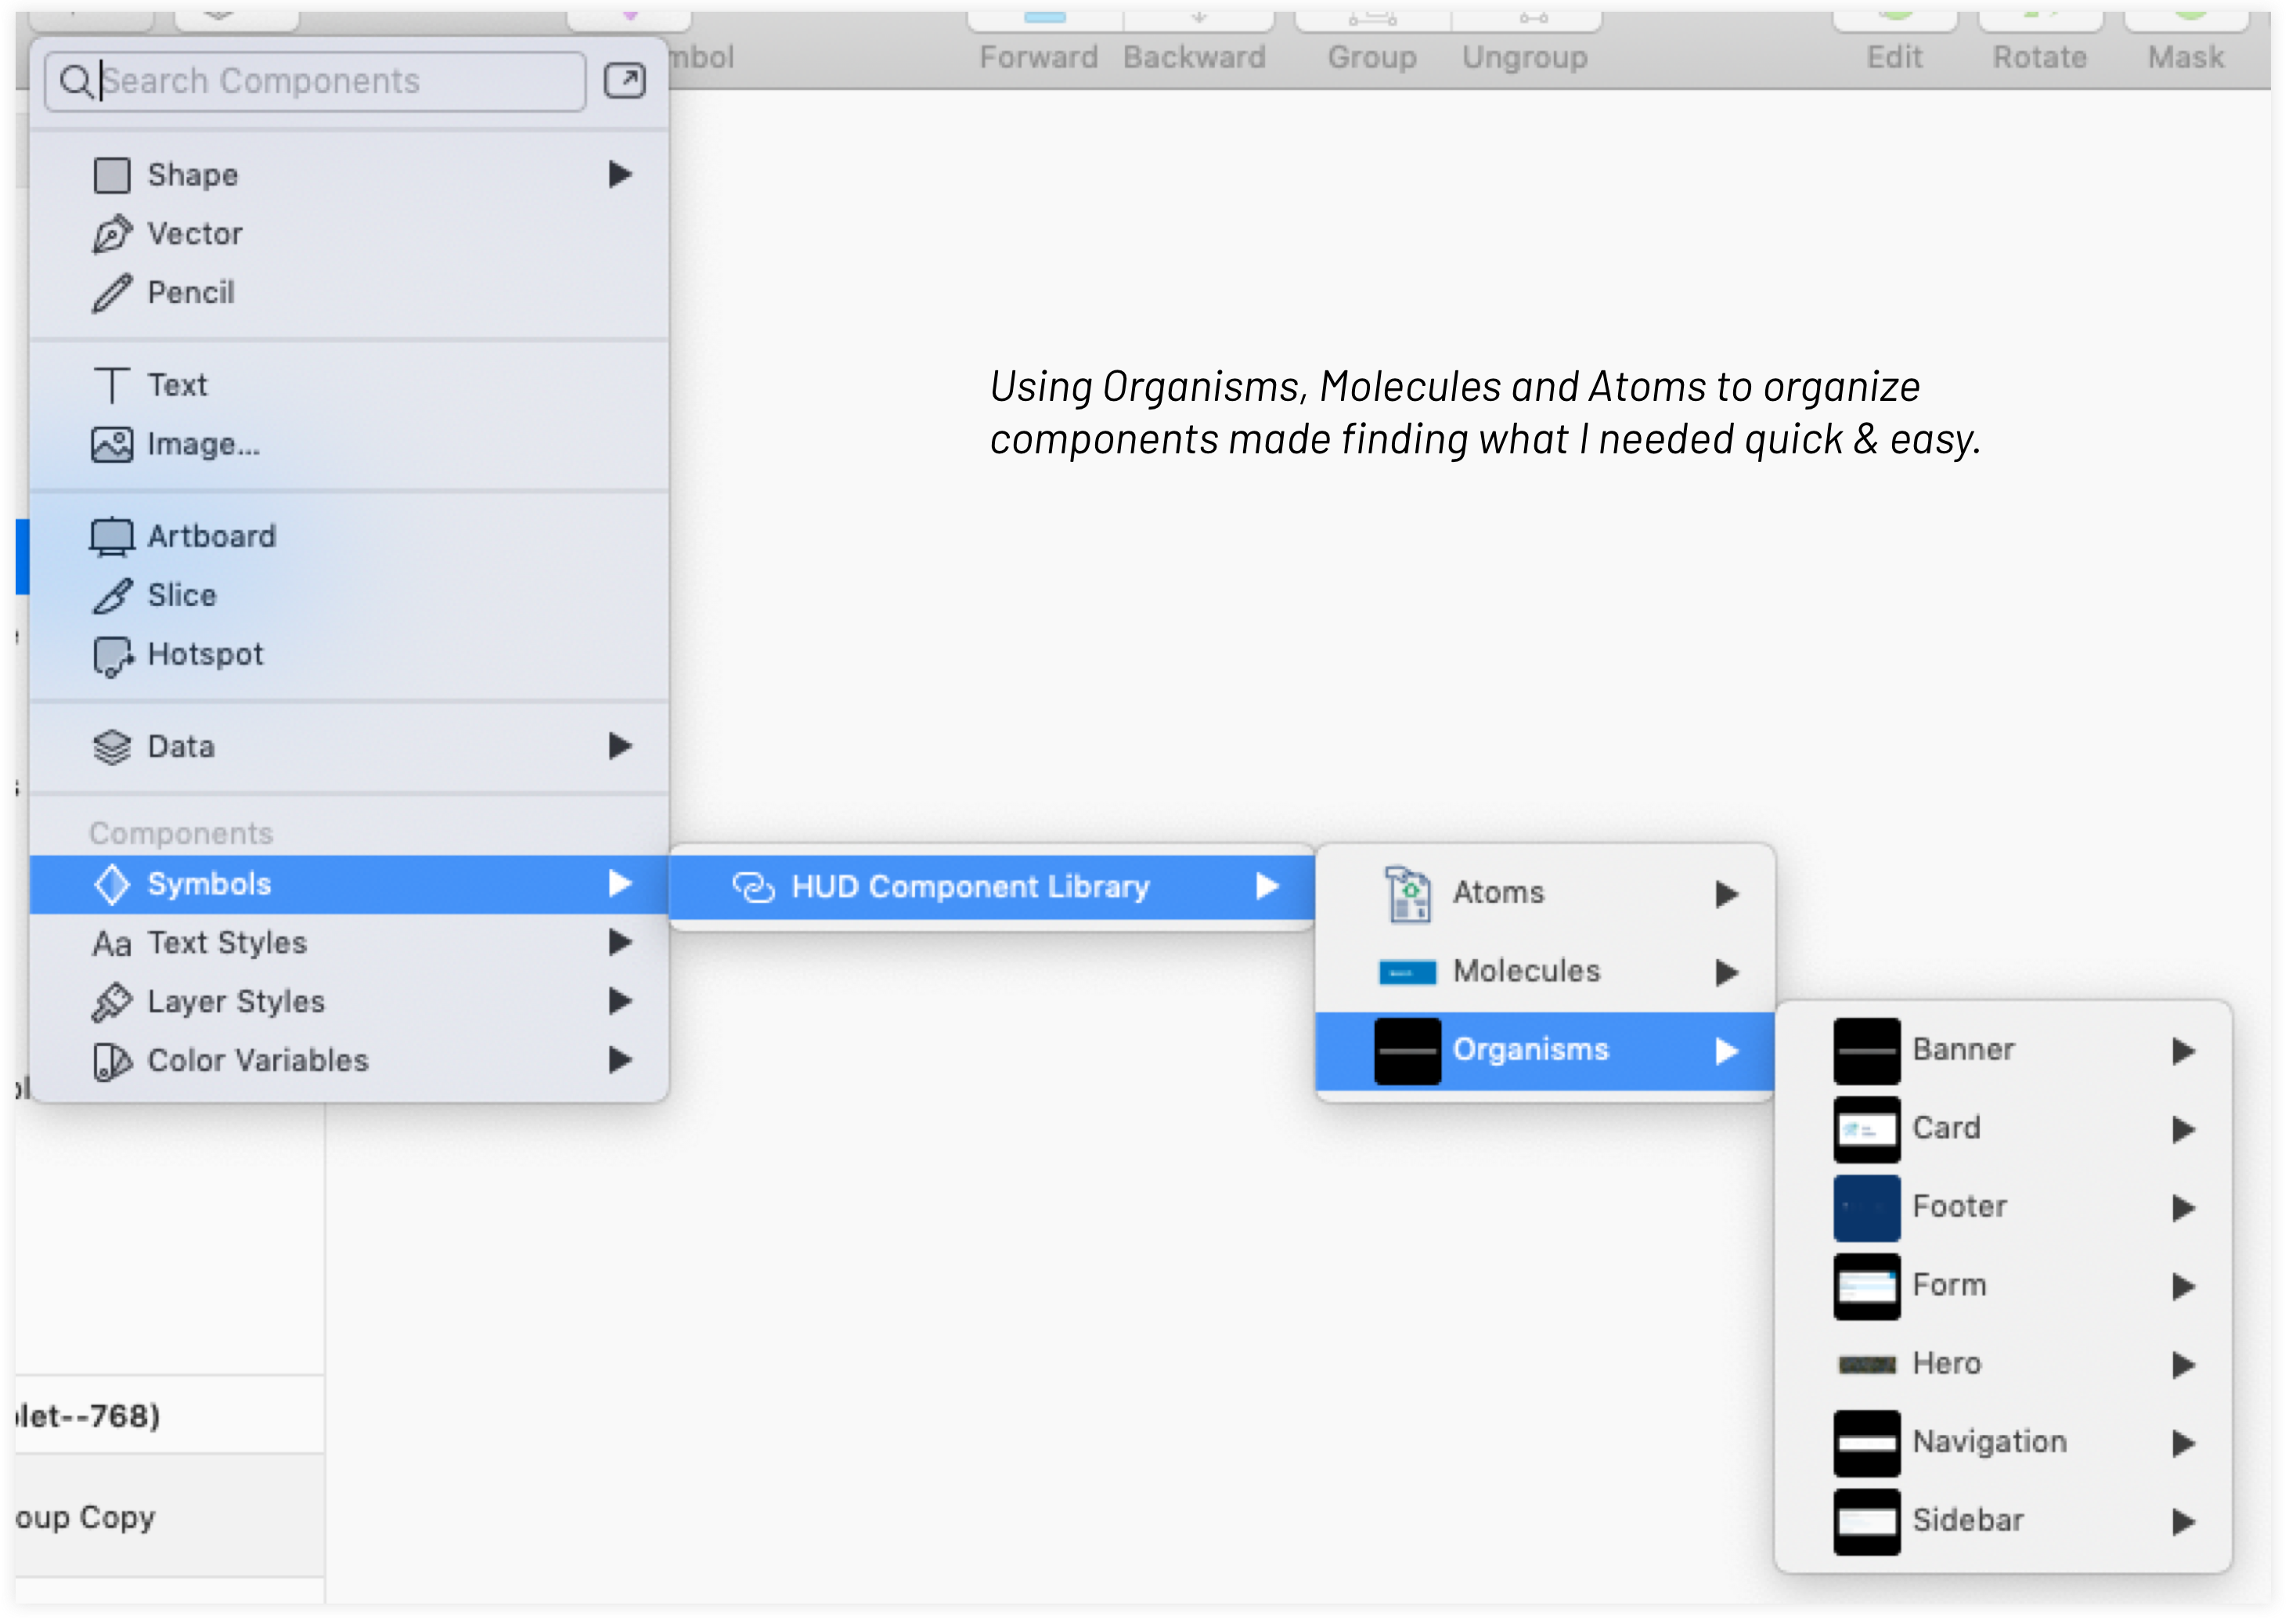 Forward Backward Group Ungroup Edit Rotate Mask
Search Components
Shape
Vector
Pencil
Text
Image...
Artboard
Slice
Hotspot
Data
Components
Symbols
Aa Text Styles
Layer Styles
Color Variables
HUD Component Library
Atoms
Molecules
Organisms
Banner
Card
Footer
Form
Hero
Navigation
Sidebar
Using Organisms, Molecules and Atoms to organize
components made finding what I needed quick & easy.
let--768)
oup Copy